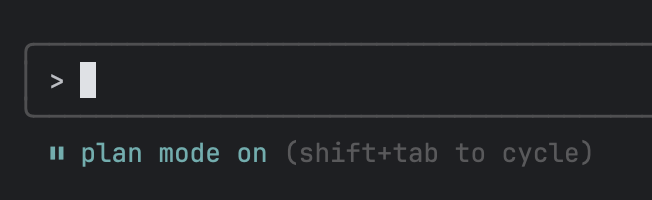 >
⏸ plan mode on (shift+tab to cycle)